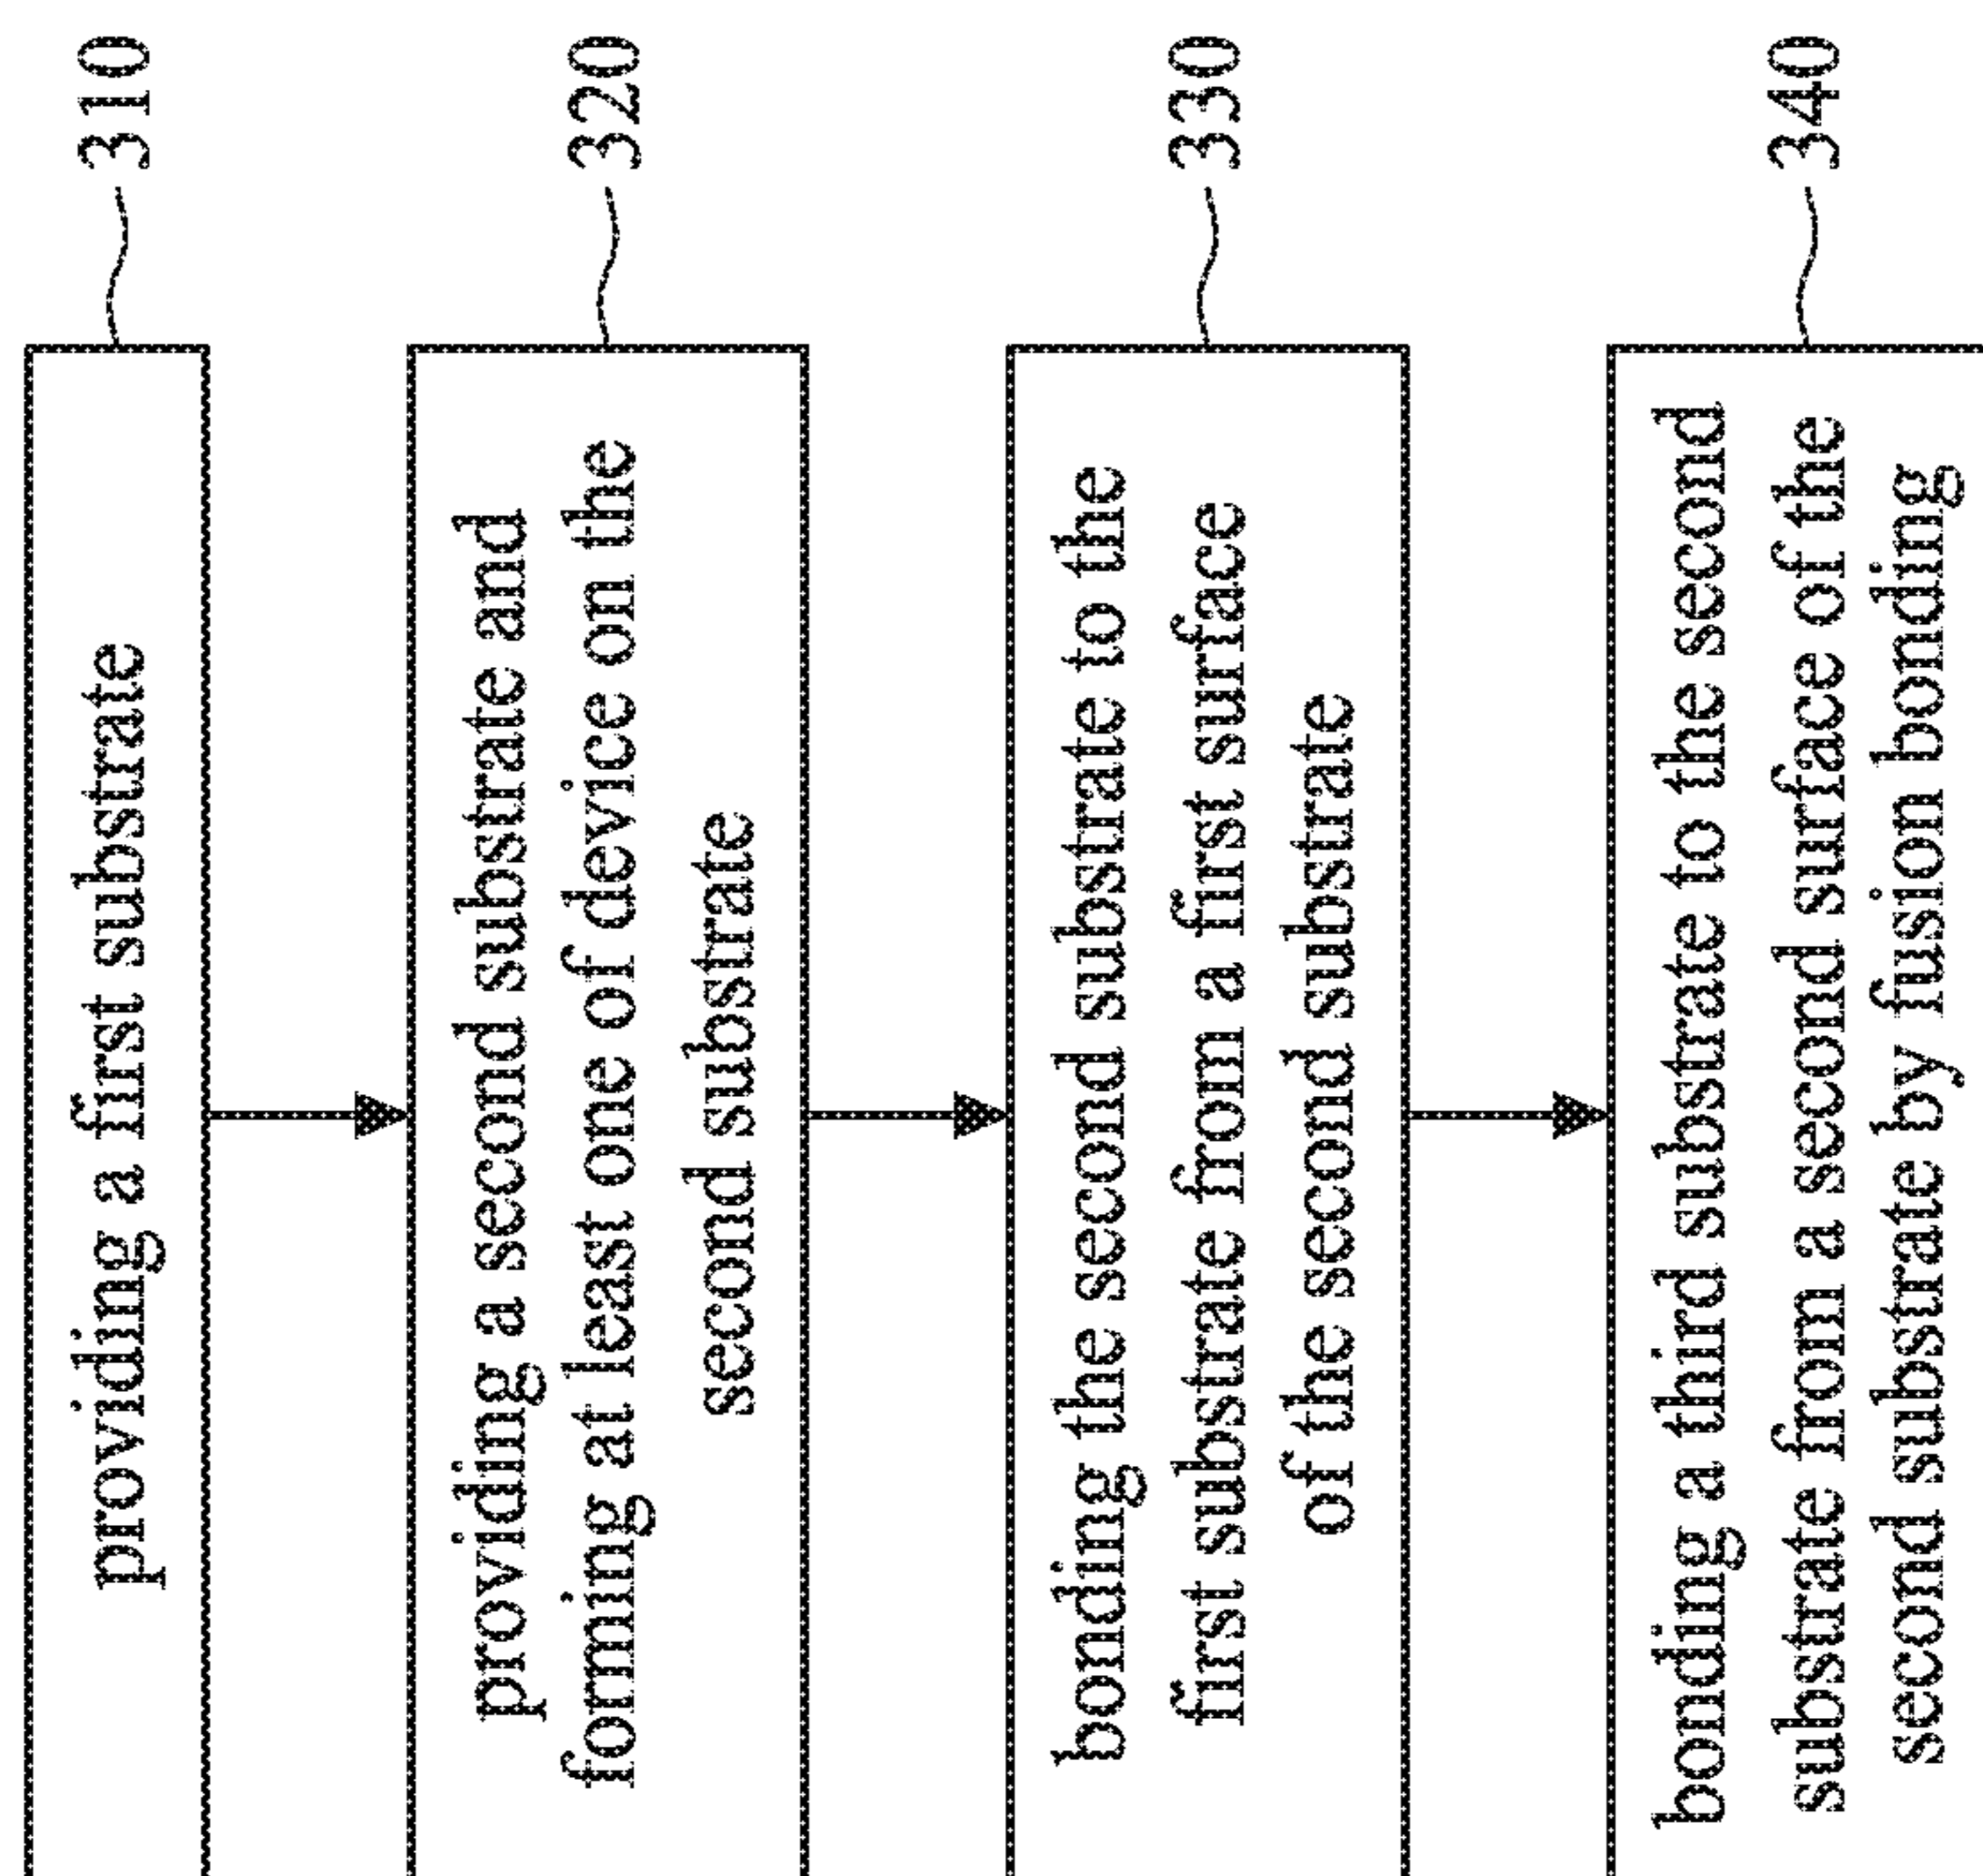 providing a first substrate
310
providing a second substrate and
forming at least one of device on the
second substrate
320
bonding the second substrate to the
first substrate from a first surface
of the second substrate
330
bonding a third substrate to the second
substrate from a second surface of the
second substrate by fusion bonding
340